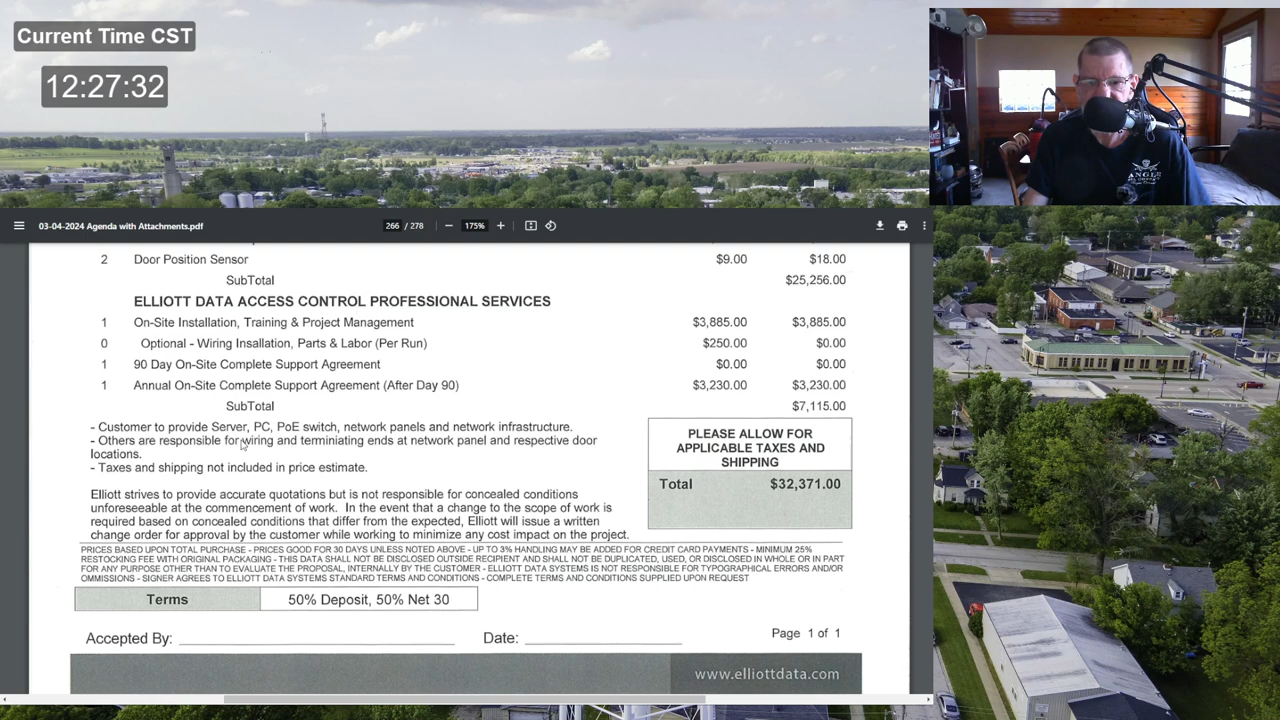 Current Time CST
12:27:32
03-04-2024 Agenda with Attachments.pdf
266 / 278
175%
2 Door Position Sensor $9.00 $18.00
SubTotal $25,256.00
ELLIOTT DATA ACCESS CONTROL PROFESSIONAL SERVICES
1 On-Site Installation, Training & Project Management $3,885.00 $3,885.00
0 Optional - Wiring Insallation, Parts & Labor (Per Run) $250.00 $0.00
1 90 Day On-Site Complete Support Agreement $0.00 $0.00
1 Annual On-Site Complete Support Agreement (After Day 90) $3,230.00 $3,230.00
SubTotal $7,115.00
- Customer to provide Server, PC, PoE switch, network panels and network infrastructure.
- Others are responsible for wiring and terminiating ends at network panel and respective door
locations.
- Taxes and shipping not included in price estimate.
PLEASE ALLOW FOR
APPLICABLE TAXES AND
SHIPPING
Total $32,371.00
Elliott strives to provide accurate quotations but is not responsible for concealed conditions
unforeseeable at the commencement of work. In the event that a change to the scope of work is
required based on concealed conditions that differ from the expected, Elliott will issue a written
change order for approval by the customer while working to minimize any cost impact on the project.
PRICES BASED UPON TOTAL PURCHASE - PRICES GOOD FOR 30 DAYS UNLESS NOTED ABOVE - UP TO 3% HANDLING MAY BE ADDED FOR CREDIT CARD PAYMENTS - MINIMUM 25%
RESTOCKING FEE WITH ORIGINAL PACKAGING - THIS DATA SHALL NOT BE DISCLOSED OUTSIDE RECIPIENT AND SHALL NOT BE DUPLICATED, USED, OR DISCLOSED IN WHOLE OR IN PART
FOR ANY PURPOSE OTHER THAN TO EVALUATE THE PROPOSAL, INTERNALLY BY THE CUSTOMER - ELLIOTT DATA SYSTEMS IS NOT RESPONSIBLE FOR TYPOGRAPHICAL ERRORS AND/OR
OMMISSIONS - SIGNER AGREES TO ELLIOTT DATA SYSTEMS STANDARD TERMS AND CONDITIONS - COMPLETE TERMS AND CONDITIONS SUPPLIED UPON REQUEST
Terms 50% Deposit, 50% Net 30
Accepted By: Date: Page 1 of 1
www.elliottdata.com